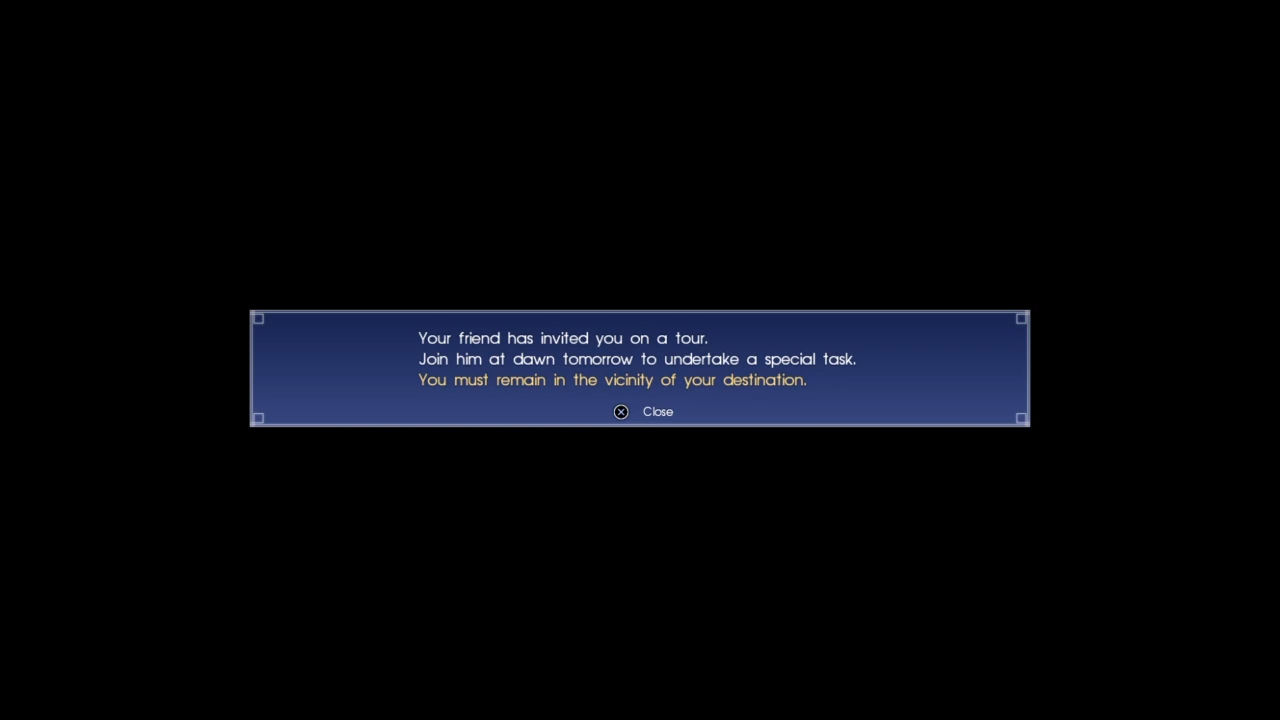 Your friend has invited you on a tour.
Join him at dawn tomorrow to undertake a special task.
You must remain in the vicinity of your destination.
Close